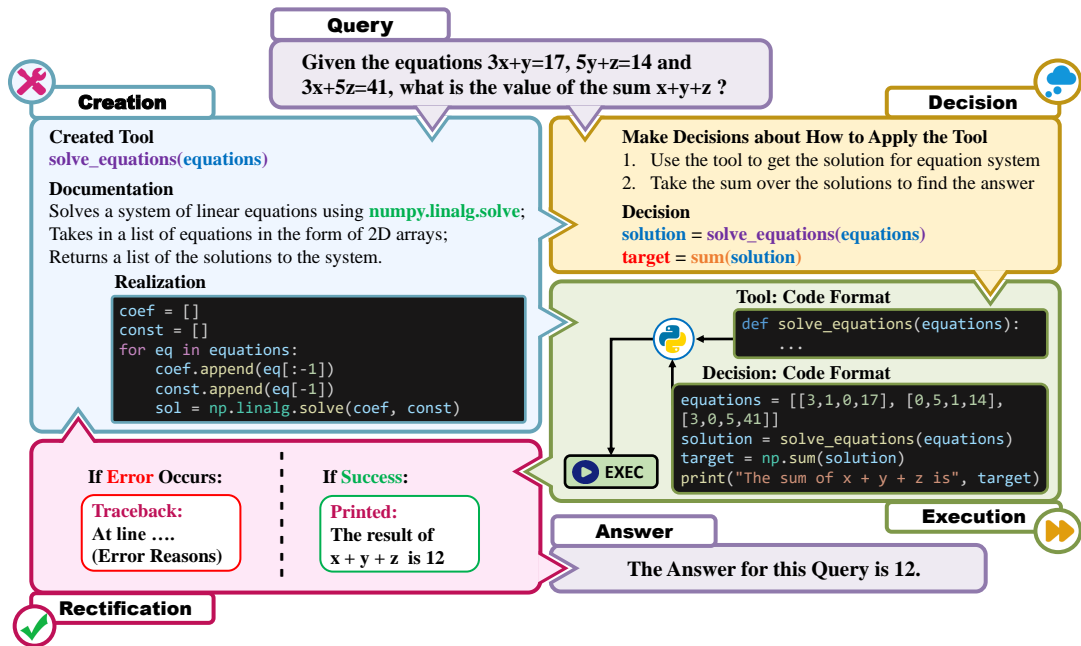 Query
Given the equations 3x+y=17, 5y+z=14 and
3x+5z=41, what is the value of the sum x+y+z ?
Creation
Created Tool
solve_equations(equations)
Documentation
Solves a system of linear equations using numpy.linalg.solve;
Takes in a list of equations in the form of 2D arrays;
Returns a list of the solutions to the system.
Realization
coef = []
const = []
for eq in equations:
    coef.append(eq[:-1])
    const.append(eq[-1])
    sol = np.linalg.solve(coef, const)
Decision
Make Decisions about How to Apply the Tool
1. Use the tool to get the solution for equation system
2. Take the sum over the solutions to find the answer
Decision
solution = solve_equations(equations)
target = sum(solution)
Tool: Code Format
def solve_equations(equations):
    ...
Decision: Code Format
equations = [[3,1,0,17], [0,5,1,14],
[3,0,5,41]]
solution = solve_equations(equations)
target = np.sum(solution)
print("The sum of x + y + z is", target)
EXEC
Execution
If Error Occurs:
Traceback:
At line ….
(Error Reasons)
If Success:
Printed:
The result of
x + y + z is 12
Rectification
Answer
The Answer for this Query is 12.